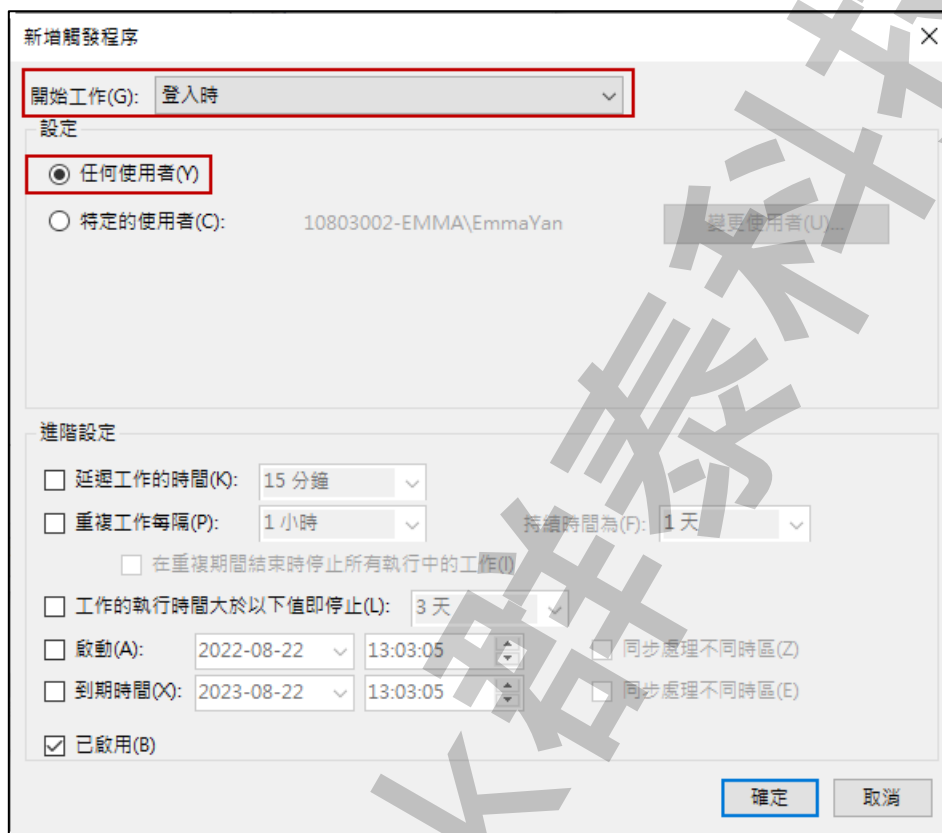 新增觸發程序
開始工作(G): 登入時
設定
任何使用者(Y)
特定的使用者(C): 10803002-EMMA\EmmaYan 變更使用者(U)...
進階設定
延遲工作的時間(K): 15 分鐘
重複工作每隔(P): 1 小時 持續時間為(F): 1 天
在重複期間結束時停止所有執行中的工作(I)
工作的執行時間大於以下值即停止(L): 3 天
啟動(A): 2022-08-22 13:03:05 同步處理不同時區(Z)
到期時間(X): 2023-08-22 13:03:05 同步處理不同時區(E)
已啟用(B)
確定 取消
群泰科技